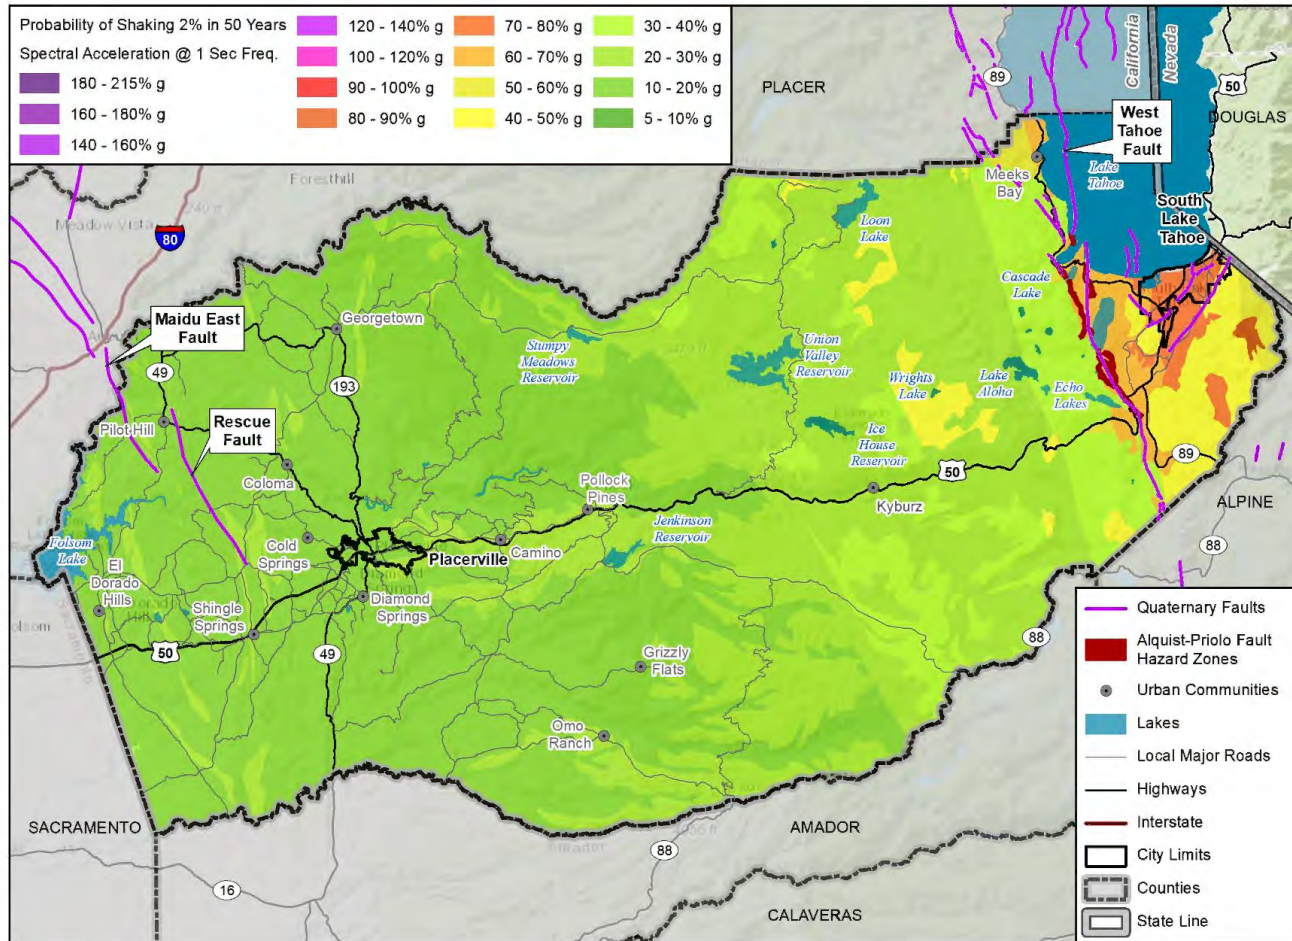 Probability of Shaking 2% in 50 Years
Spectral Acceleration @ 1 Sec Freq.
180 - 215% g
160 - 180% g
140 - 160% g
120 - 140% g
100 - 120% g
90 - 100% g
80 - 90% g
70 - 80% g
60 - 70% g
50 - 60% g
40 - 50% g
30 - 40% g
20 - 30% g
10 - 20% g
5 - 10% g
PLACER
89
California
Nevada
50
DOUGLAS
West
Tahoe
Fault
Lake
Tahoe
Meeks
Bay
South
Lake
Tahoe
Foresthill
Meadow Vista
240 ft
80
Loon
Lake
Cascade
Lake
Maidu East
Fault
Georgetown
49
193
Stumpy
Meadows
Reservoir
Union
Valley
Reservoir
Wrights
Lake
Lake
Aloha
Echo
Lakes
Pilot Hill
Rescue
Fault
Ice
House
Reservoir
50
89
Coloma
Pollock
Pines
Kyburz
ALPINE
88
Jenkinson
Reservoir
Folsom
Lake
El
Dorado
Hills
Cold
Springs
Placerville
Camino
Diamond
Springs
Shingle
Springs
olsom
50
49
88
Grizzly
Flats
Omo
Ranch
SACRAMENTO
AMADOR
88
16
CALAVERAS
Quaternary Faults
Alquist-Priolo Fault
Hazard Zones
Urban Communities
Lakes
Local Major Roads
Highways
Interstate
City Limits
Counties
State Line